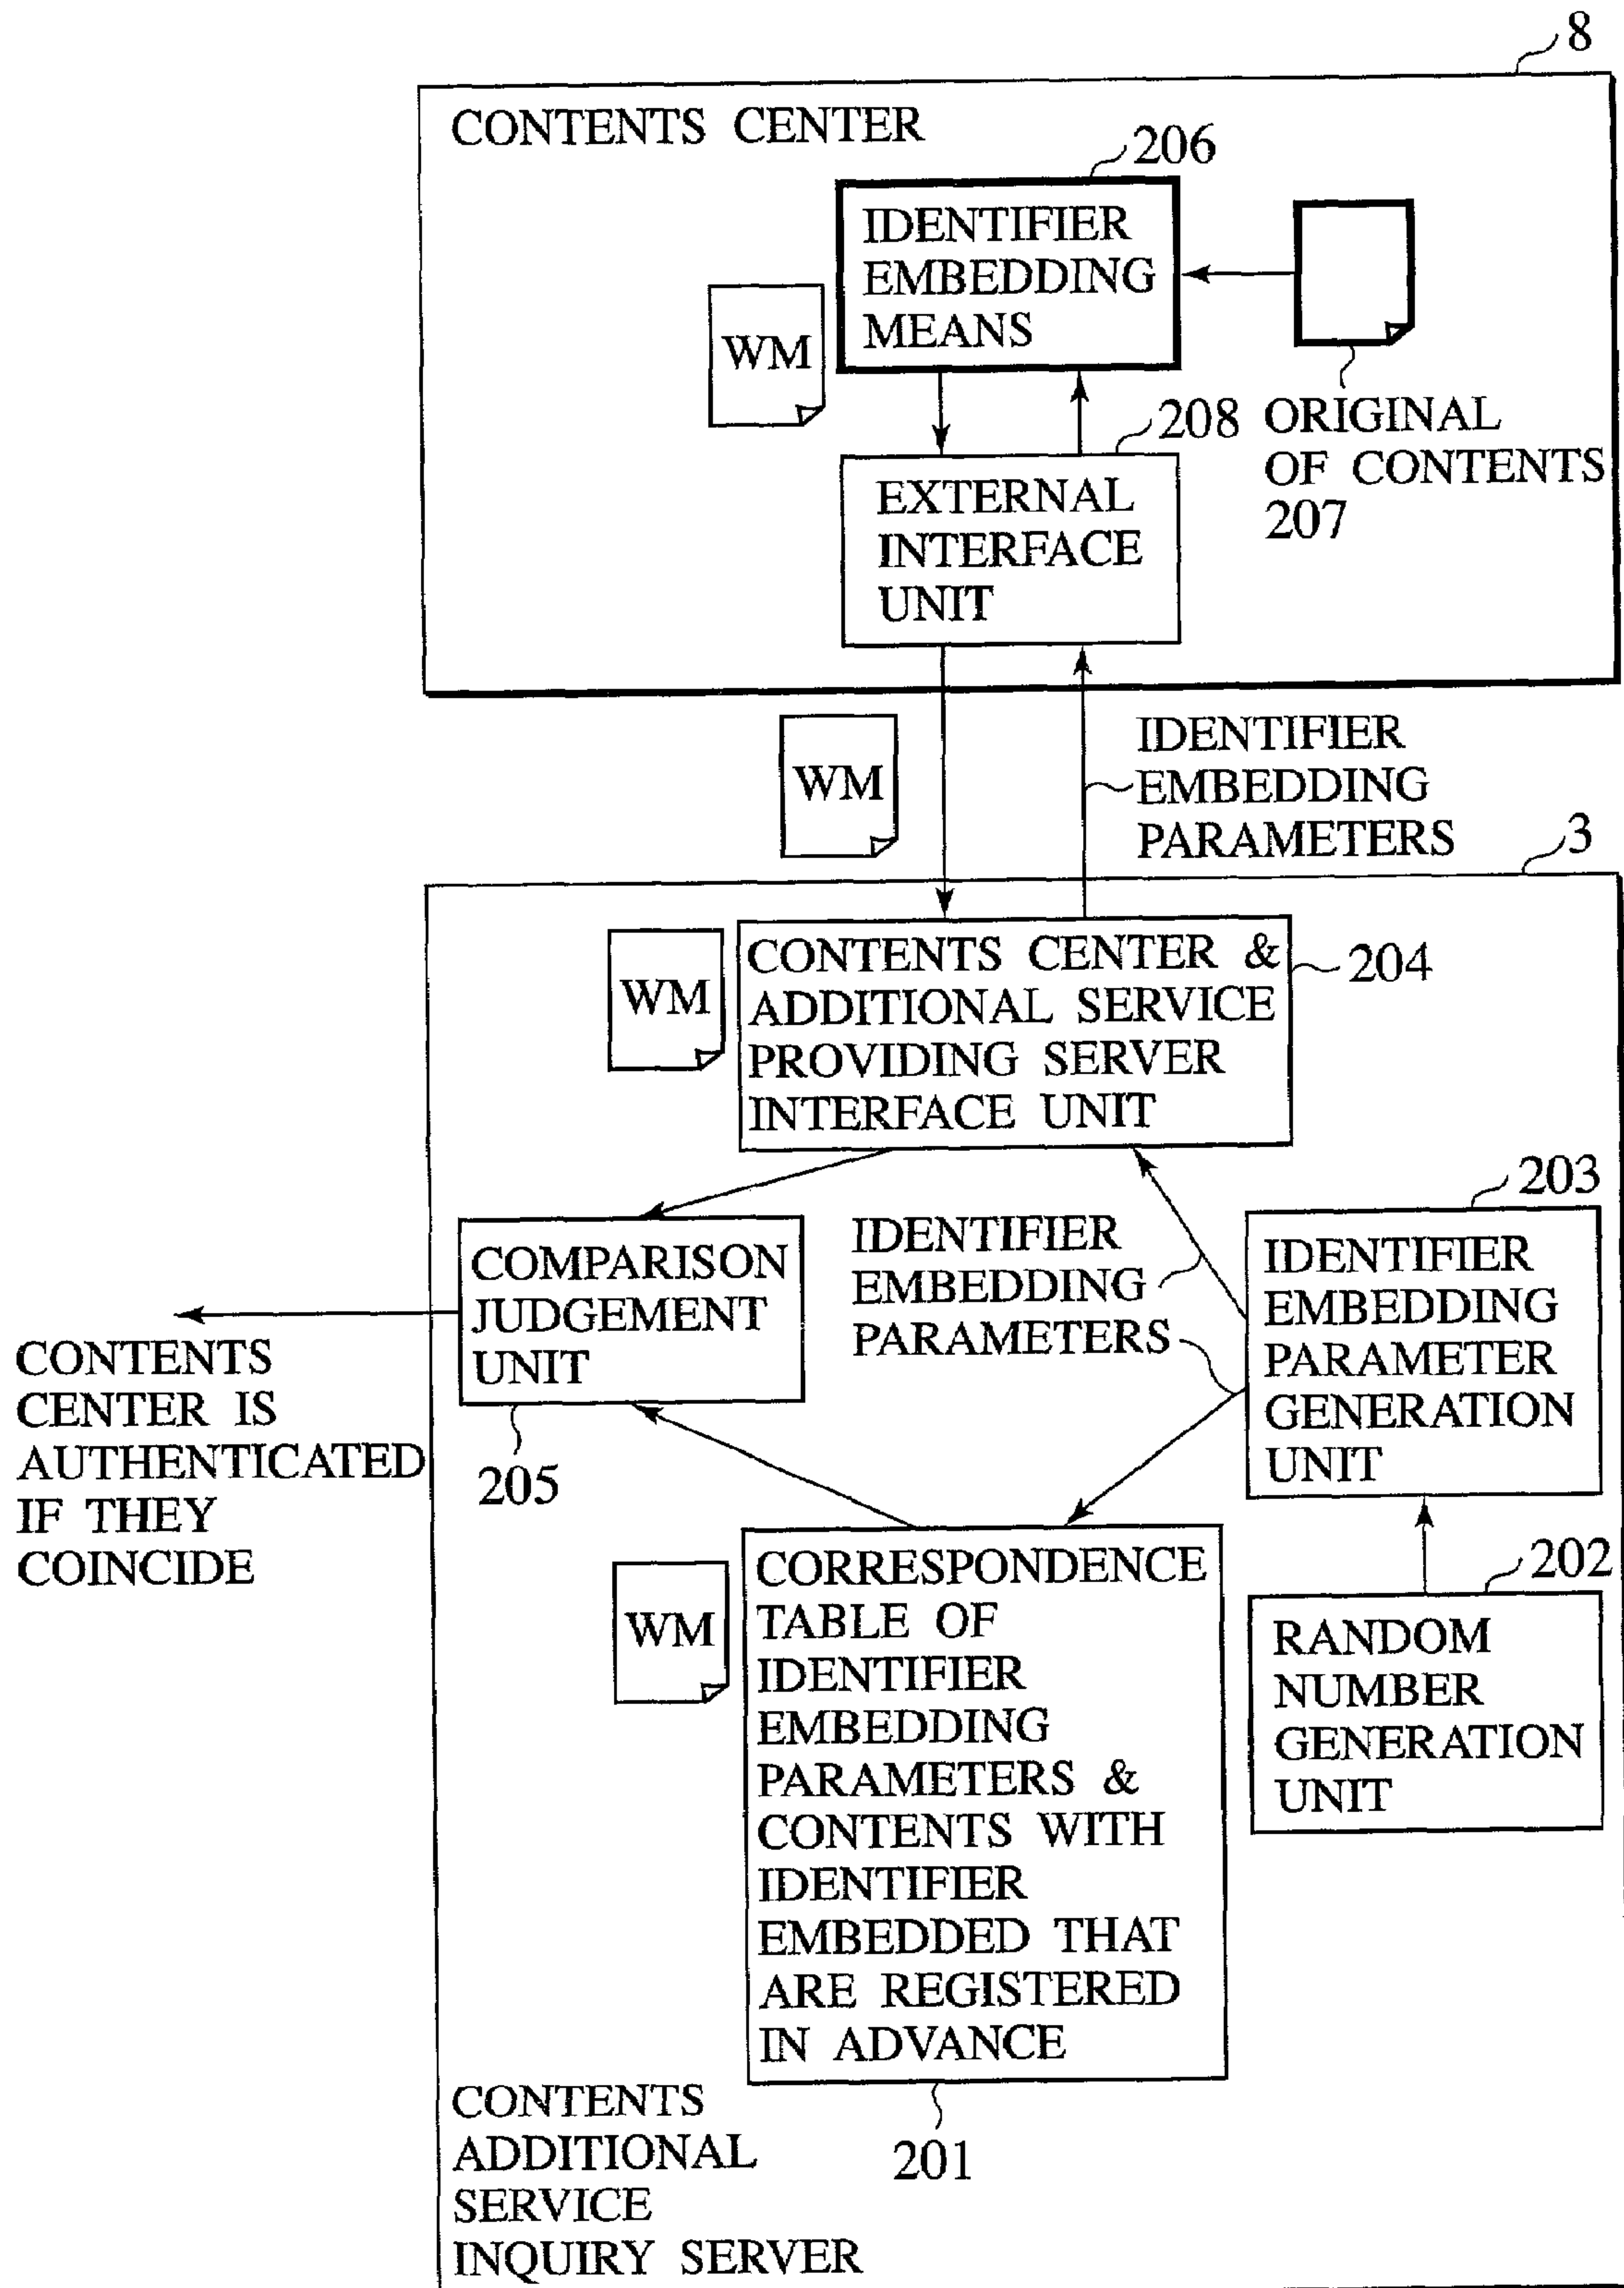 8
CONTENTS CENTER
206
IDENTIFIER
EMBEDDING
MEANS
WM
208
ORIGINAL
OF CONTENTS
207
EXTERNAL
INTERFACE
UNIT
WM
IDENTIFIER
EMBEDDING
PARAMETERS
3
WM
CONTENTS CENTER &
ADDITIONAL SERVICE
PROVIDING SERVER
INTERFACE UNIT
204
203
COMPARISON
JUDGEMENT
UNIT
205
IDENTIFIER
EMBEDDING
PARAMETERS
IDENTIFIER
EMBEDDING
PARAMETER
GENERATION
UNIT
CONTENTS
CENTER IS
AUTHENTICATED
IF THEY
COINCIDE
202
WM
CORRESPONDENCE
TABLE OF
IDENTIFIER
EMBEDDING
PARAMETERS &
CONTENTS WITH
IDENTIFIER
EMBEDDED THAT
ARE REGISTERED
IN ADVANCE
201
RANDOM
NUMBER
GENERATION
UNIT
CONTENTS
ADDITIONAL
SERVICE
INQUIRY SERVER